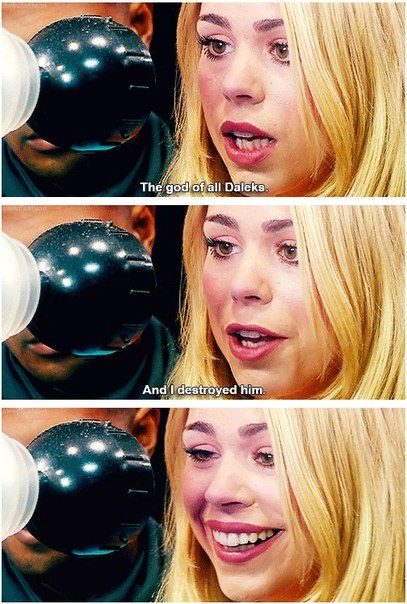 The god of all Daleks.
And I destroyed him.